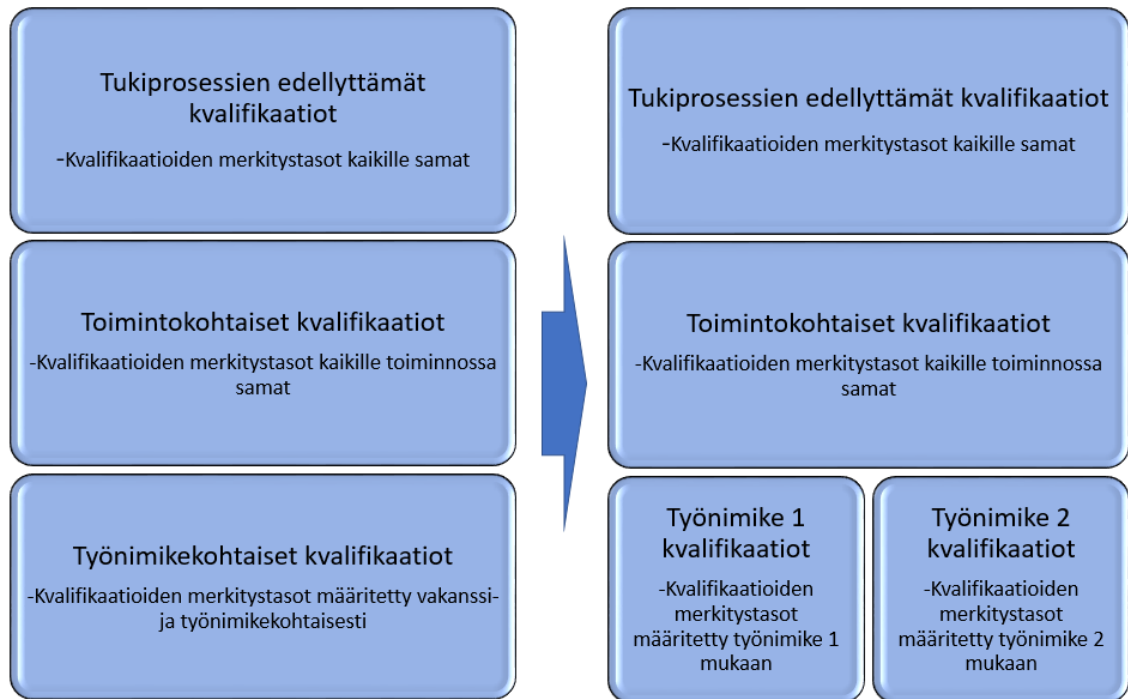 Tukiprosessien edellyttämät
kvalifikaatiot
-Kvalifikaatioiden merkitystasot kaikille samat
Toimintokohtaiset kvalifikaatiot
-Kvalifikaatioiden merkitystasot kaikille toiminnossa
samat
Työnimikekohtaiset kvalifikaatiot
-Kvalifikaatioiden merkitystasot määritetty vakanssi-
ja työnimikekohtaisesti
Tukiprosessien edellyttämät kvalifikaatiot
-Kvalifikaatioiden merkitystasot kaikille samat
Toimintokohtaiset kvalifikaatiot
-Kvalifikaatioiden merkitystasot kaikille toiminnossa
samat
Työnimike 1
kvalifikaatiot
-Kvalifikaatioiden
merkitystasot
määritetty työnimike 1
mukaan
Työnimike 2
kvalifikaatiot
-Kvalifikaatioiden
merkitystasot
määritetty työnimike 2
mukaan